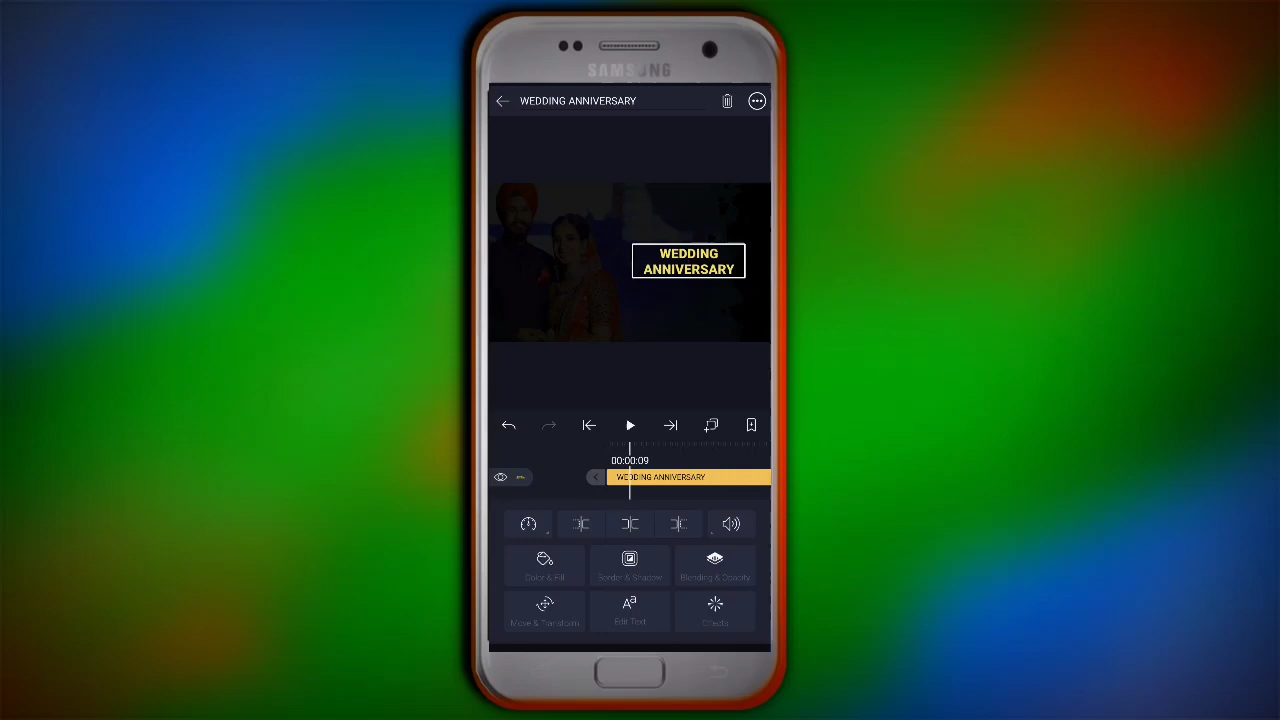 SAMSUNG
WEDDING ANNIVERSARY
WEDDING
ANNIVERSARY
00:00:09
WEDDING ANNIVERSARY
Color & Fill
Border & Shadow
Blending & Opacity
Move & Transform
Edit Text
Effects